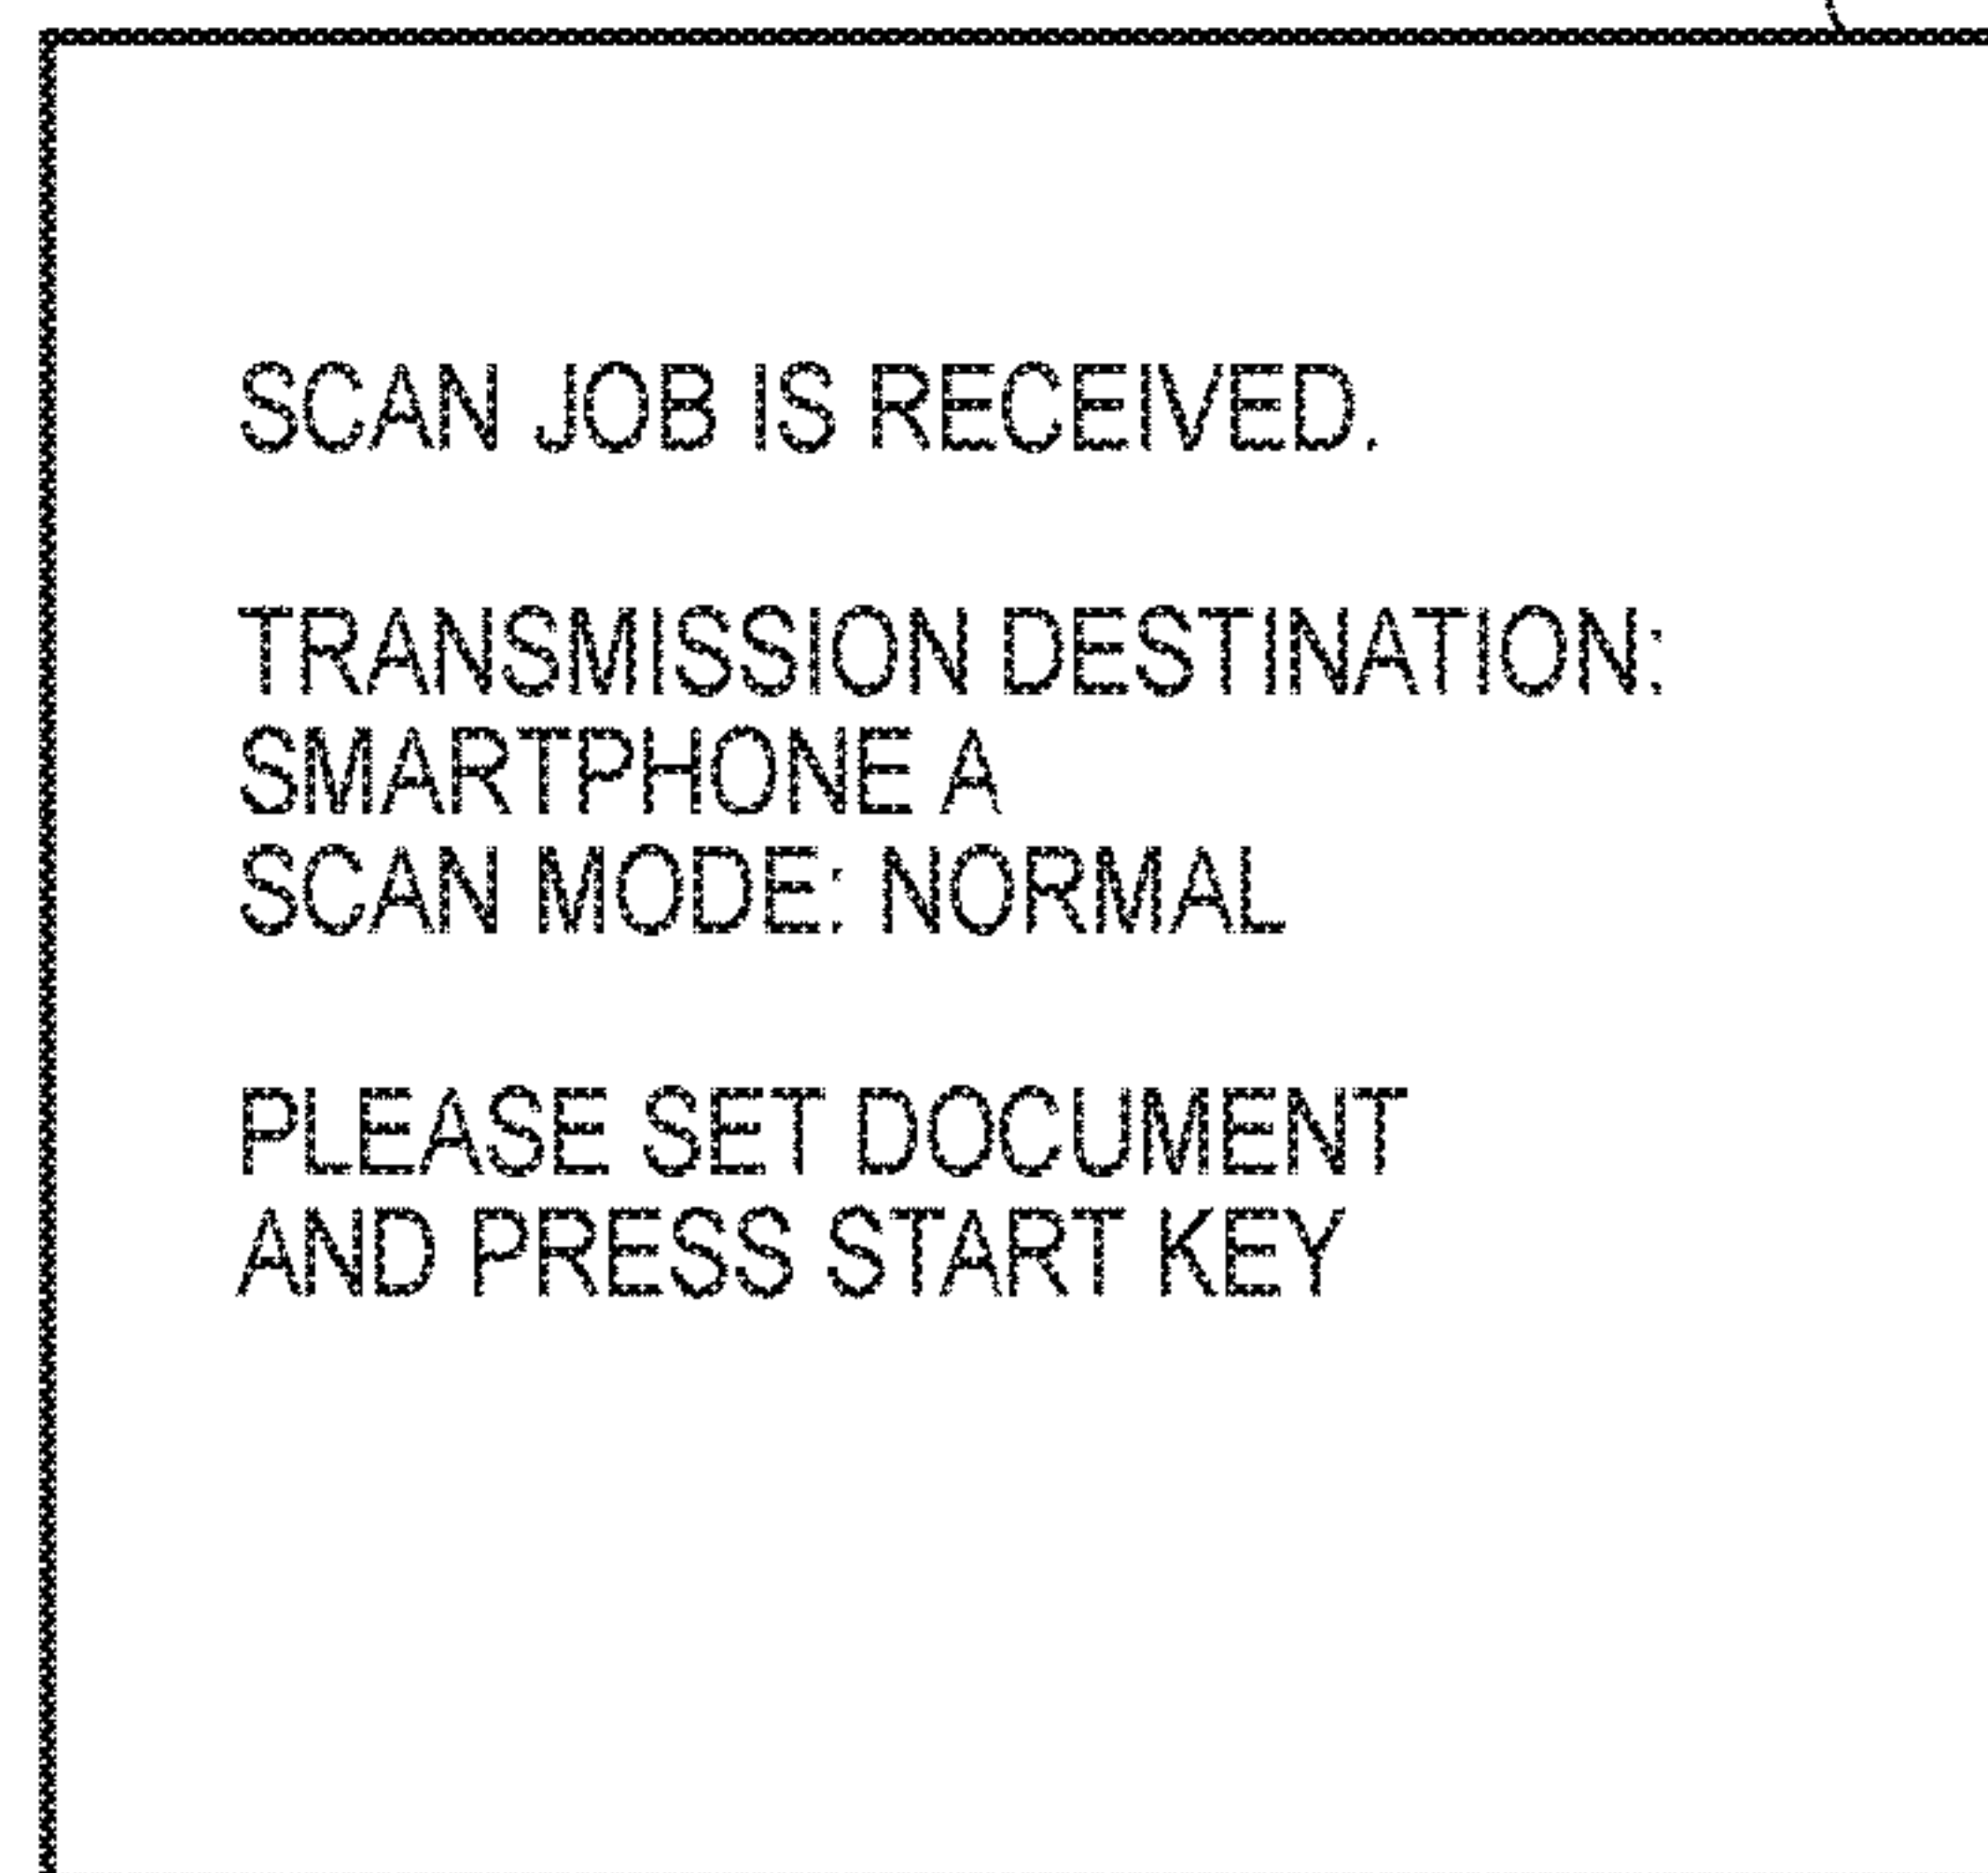 SCAN JOB IS RECEIVED.
TRANSMISSION DESTINATION:
SMARTPHONE A
SCAN MODE: NORMAL
PLEASE SET DOCUMENT
AND PRESS START KEY